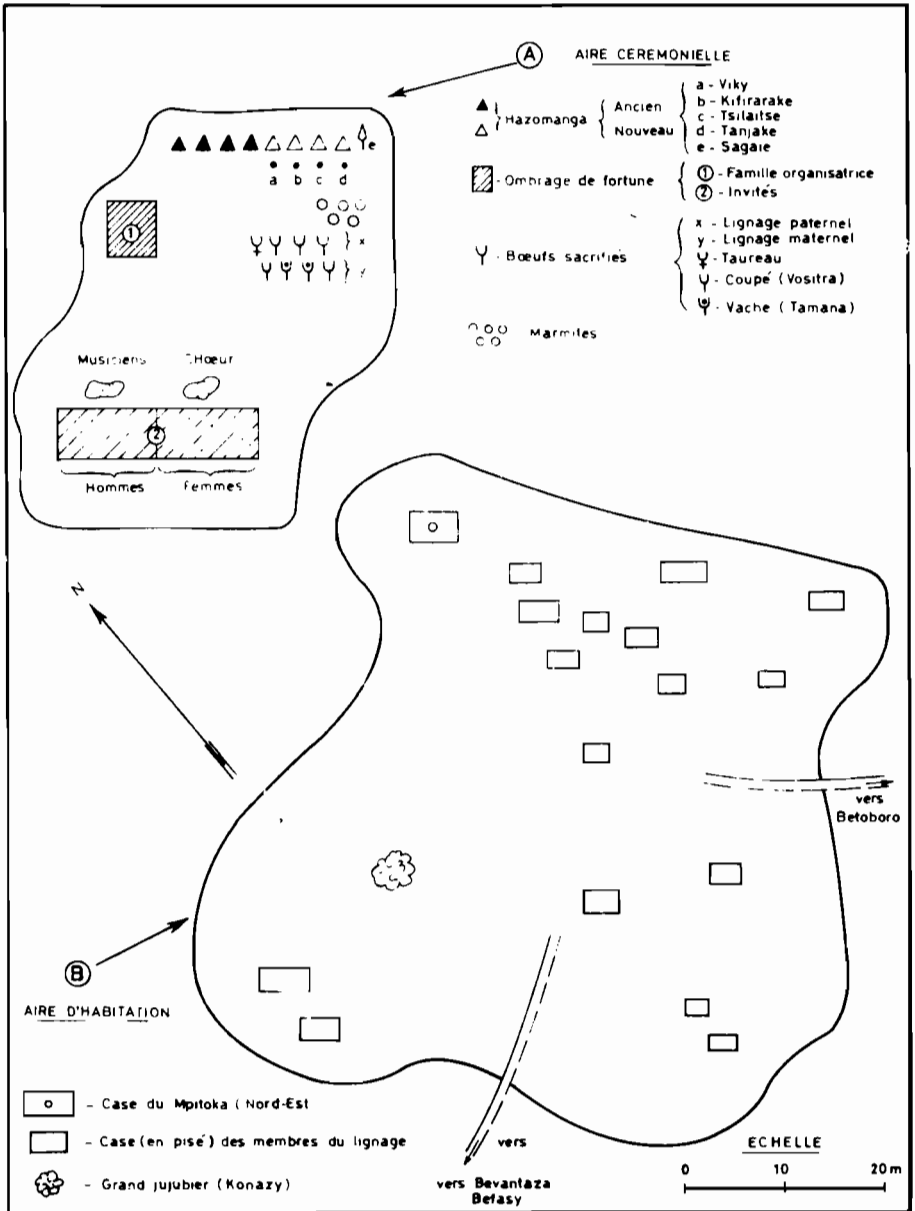 A AIRE CEREMONIELLE
Hazomanga
Ancien
Nouveau
a - Viky
b - Kifirarake
c - Tsilaitse
d - Tanjake
e - Sagaie
- Ombrage de fortune
1 - Famille organisatrice
2 - Invités
- Bœufs sacrifiés
x - Lignage paternel
y - Lignage maternel
- Taureau
- Coupé (Vositra)
- Vache (Tamana)
Marmites
e
a b c d
1
x
y
Musiciens CHœur
2
Hommes Femmes
N
vers
Betoboro
B
AIRE D'HABITATION
- Case du Mpitoka (Nord-Est
- Case (en pisé) des membres du lignage
- Grand jujubier (Konazy)
vers
vers Bevantaza
Befasy
ECHELLE
0 10 20 m